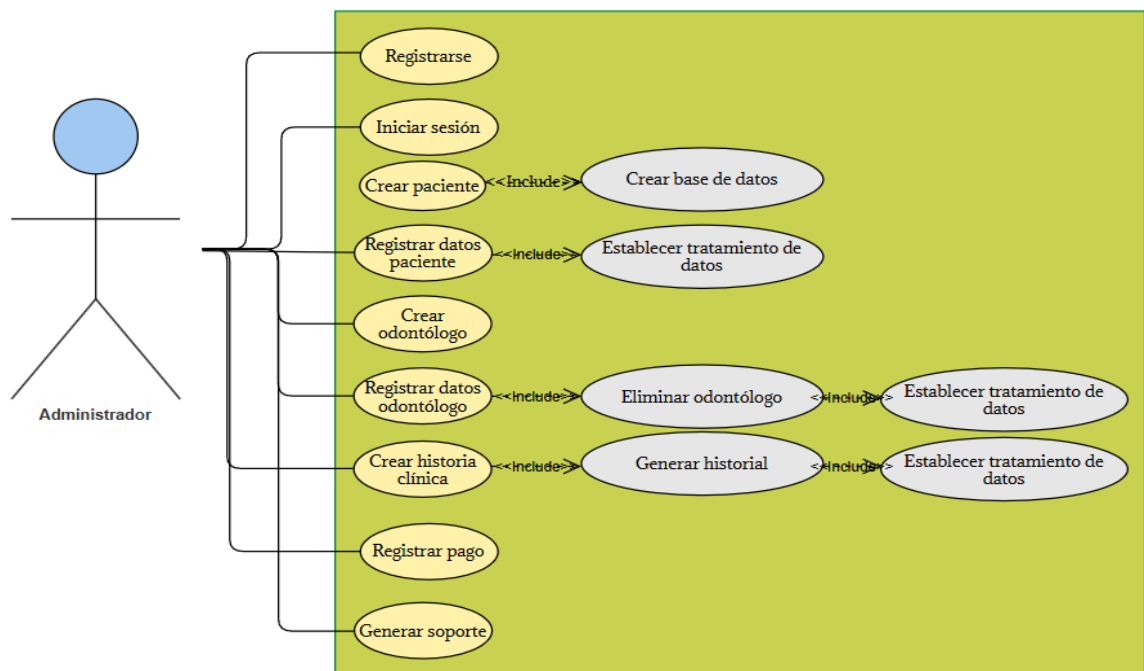 Registrarse
Iniciar sesión
Crear paciente
<<Include>>
Crear base de datos
Registrar datos
paciente
<<Include>>
Establecer tratamiento de
datos
Crear
odontólogo
Registrar datos
odontólogo
<<Include>>
Eliminar odontólogo
<<Include>>
Establecer tratamiento de
datos
Administrador
Crear historia
clínica
<<Include>>
Generar historial
<<Include>>
Establecer tratamiento de
datos
Registrar pago
Generar soporte